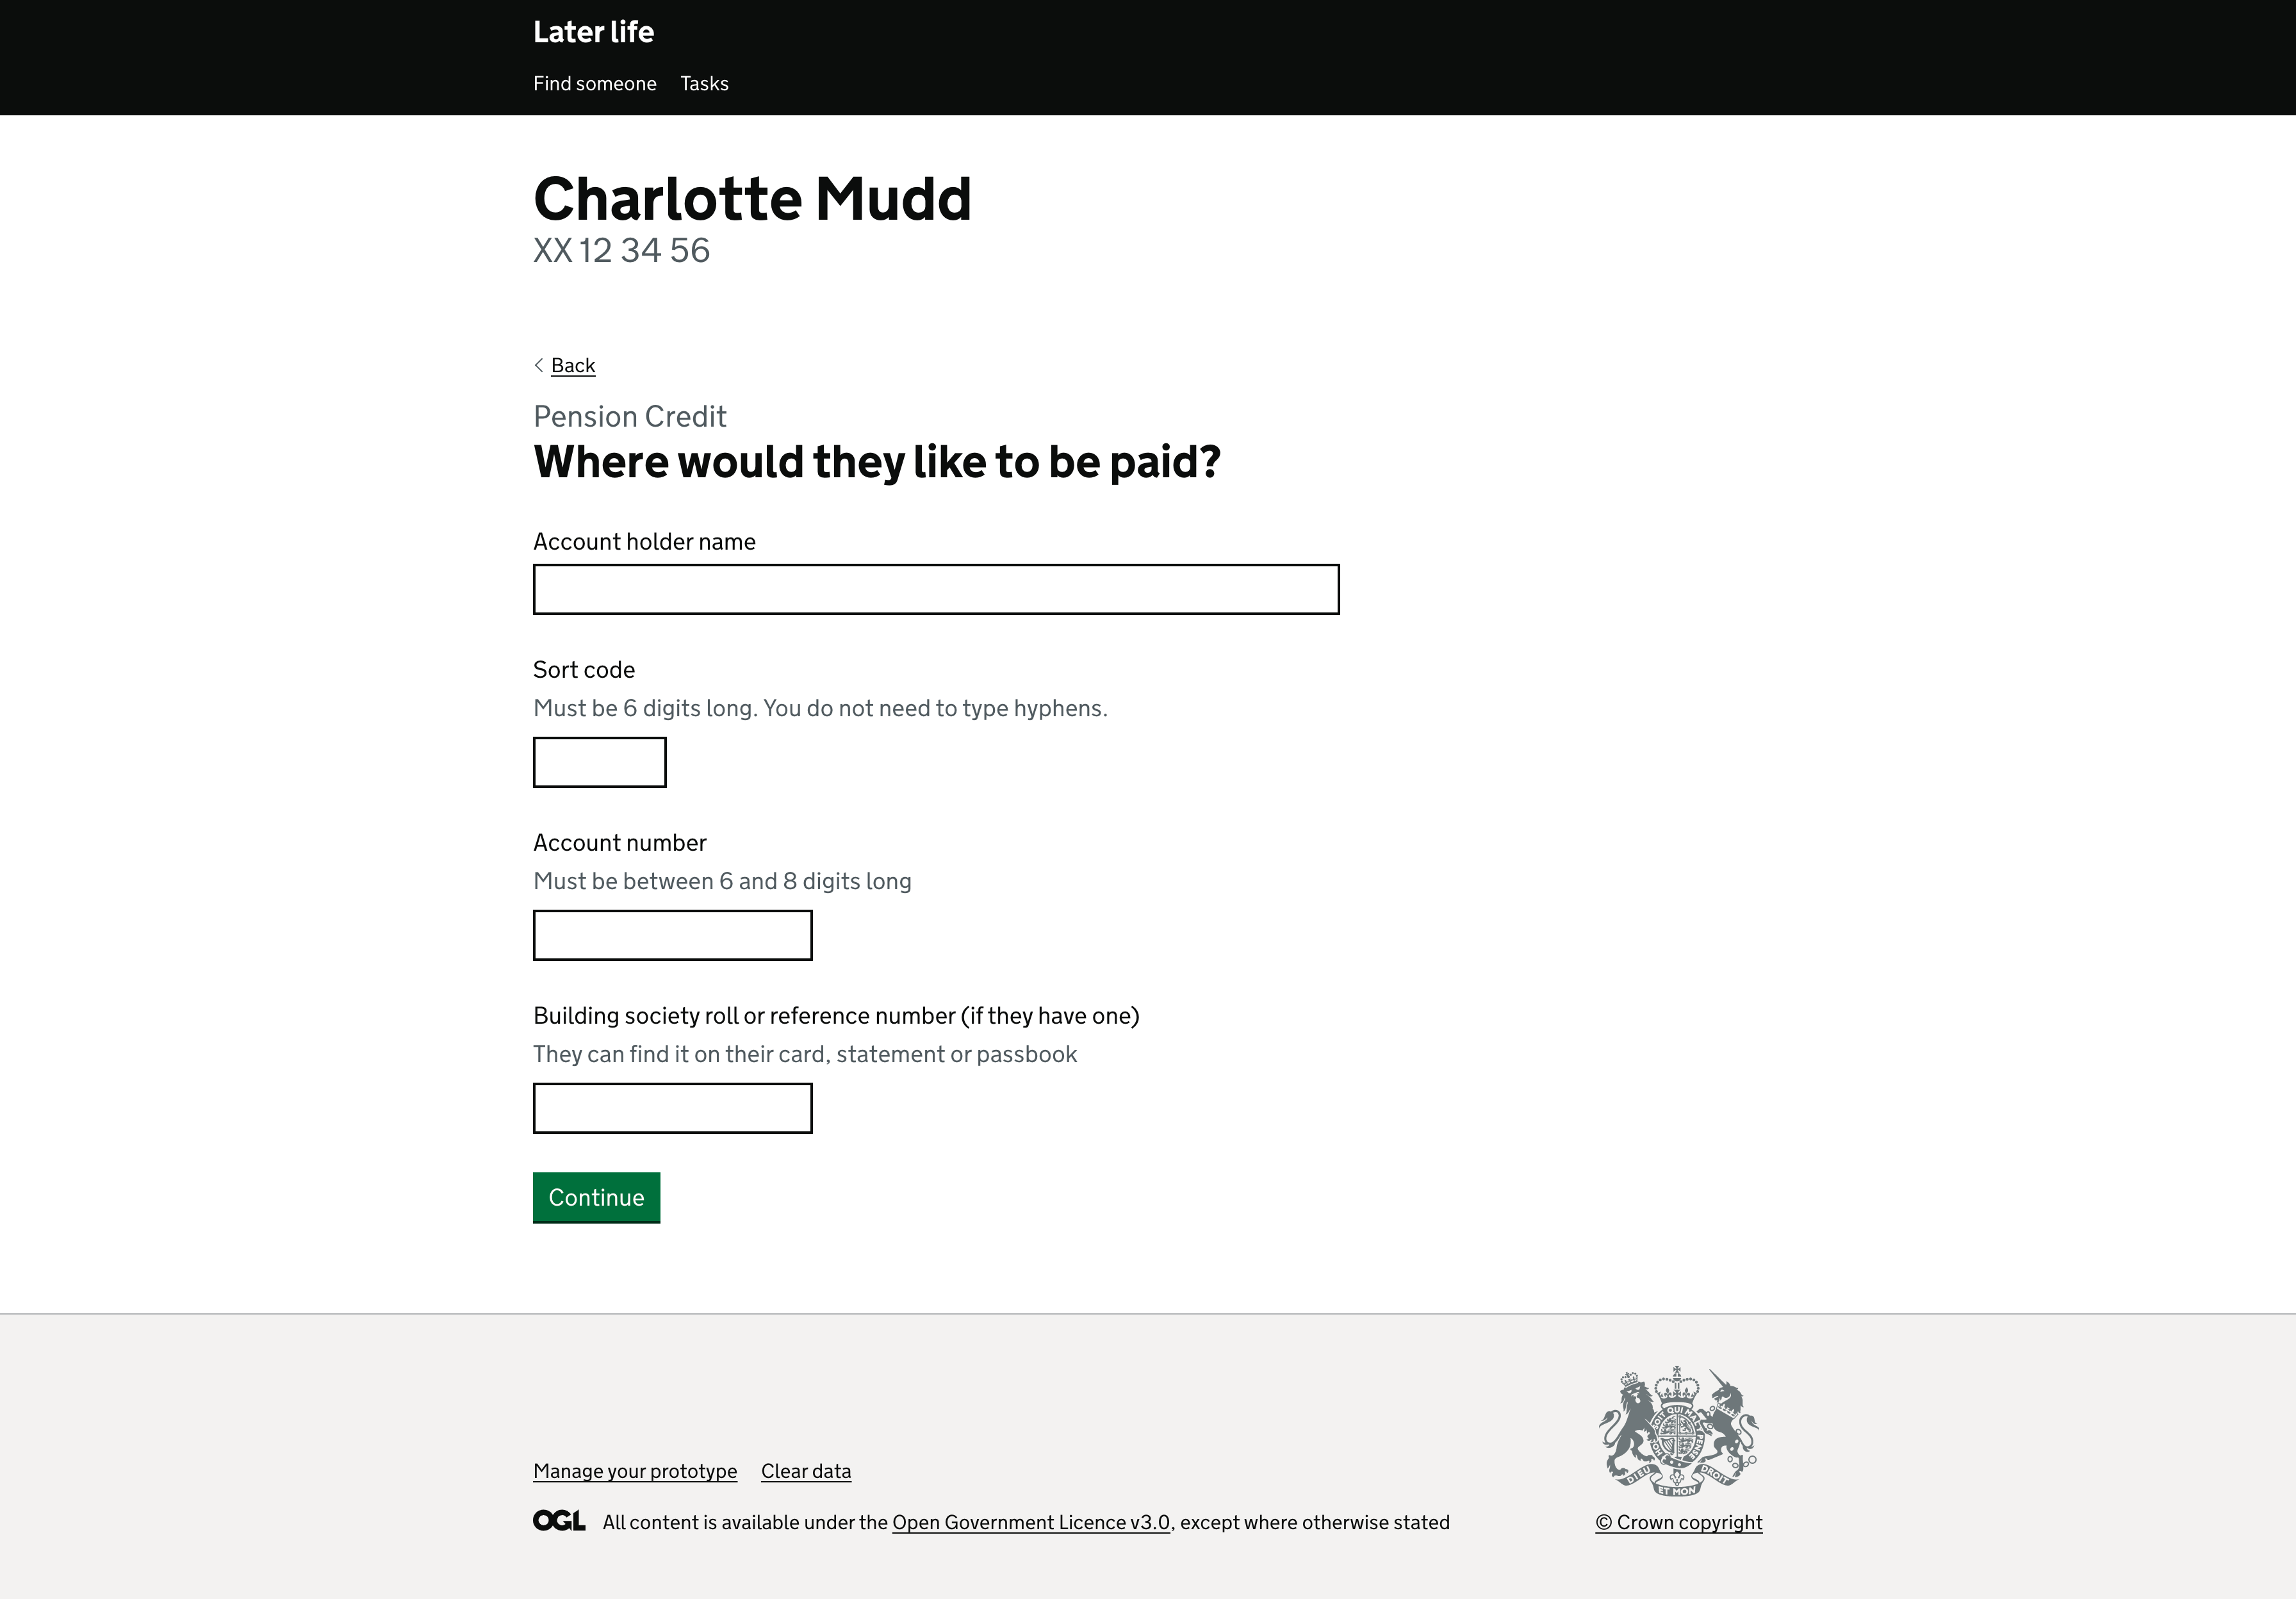 Later life
Find someone Tasks
Charlotte Mudd
XX 12 34 56
Back
Pension Credit
Where would they like to be paid?
Account holder name
Sort code
Must be 6 digits long. You do not need to type hyphens.
Account number
Must be between 6 and 8 digits long
Building society roll or reference number (if they have one)
They can find it on their card, statement or passbook
Continue
DIEU ET MON DROIT
Manage your prototype Clear data
OGL All content is available under the Open Government Licence v3.0, except where otherwise stated
© Crown copyright